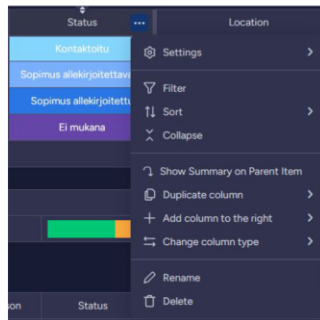 Status
Location
Kontaktoitu
Sopimus allekirjoitettava
Sopimus allekirjoitettu
Ei mukana
Settings
Filter
Sort
Collapse
Show Summary on Parent Item
Duplicate column
Add column to the right
Change column type
Rename
Delete
son
Status